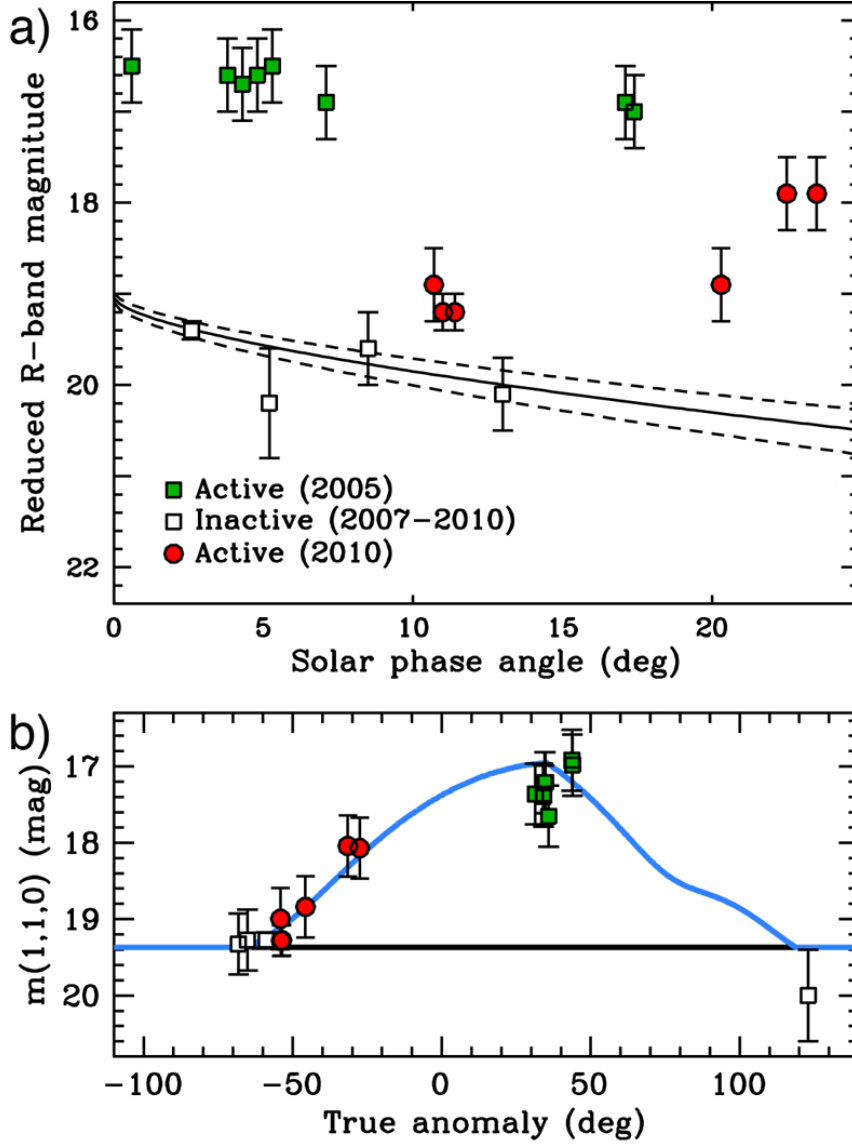 a)
Reduced R-band magnitude
16
18
20
22
Active (2005)
Inactive (2007-2010)
Active (2010)
0 5 10 15 20
Solar phase angle (deg)
b)
m(1,1,0) (mag)
17
18
19
20
-100 -50 0 50 100
True anomaly (deg)